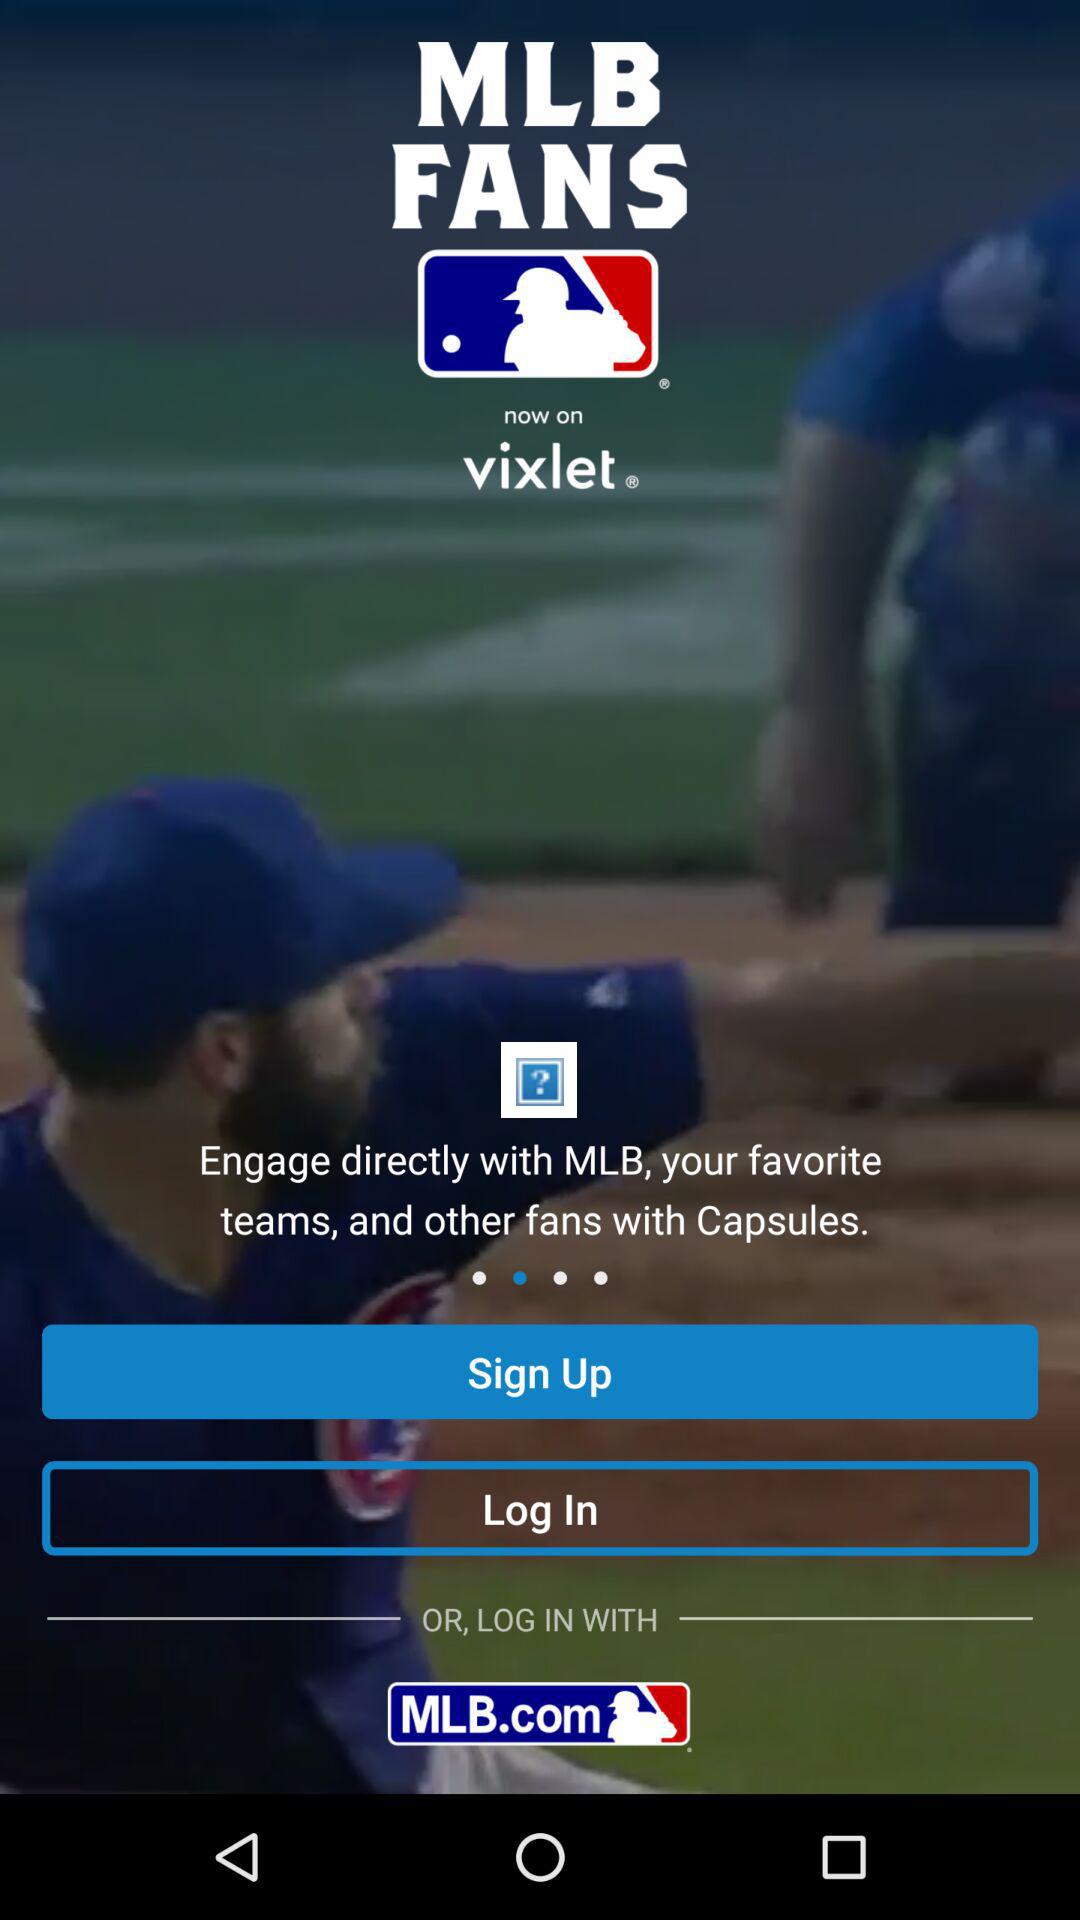 MLB
FANS
®
now on
vixlet ®
?
Engage directly with MLB, your favorite
teams, and other fans with Capsules.
Sign Up
Log In
OR, LOG IN WITH
MLB.com